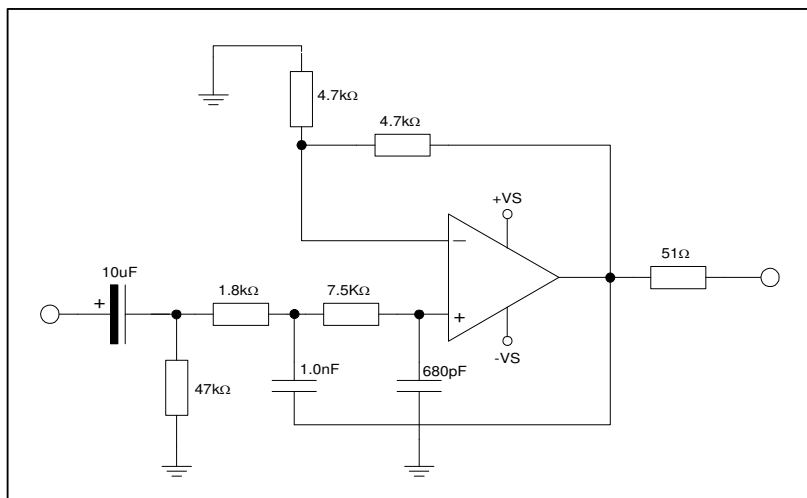 4.7kΩ
4.7kΩ
+VS
−
51Ω
10uF
1.8kΩ
7.5KΩ
+
+
-VS
1.0nF
680pF
47kΩ